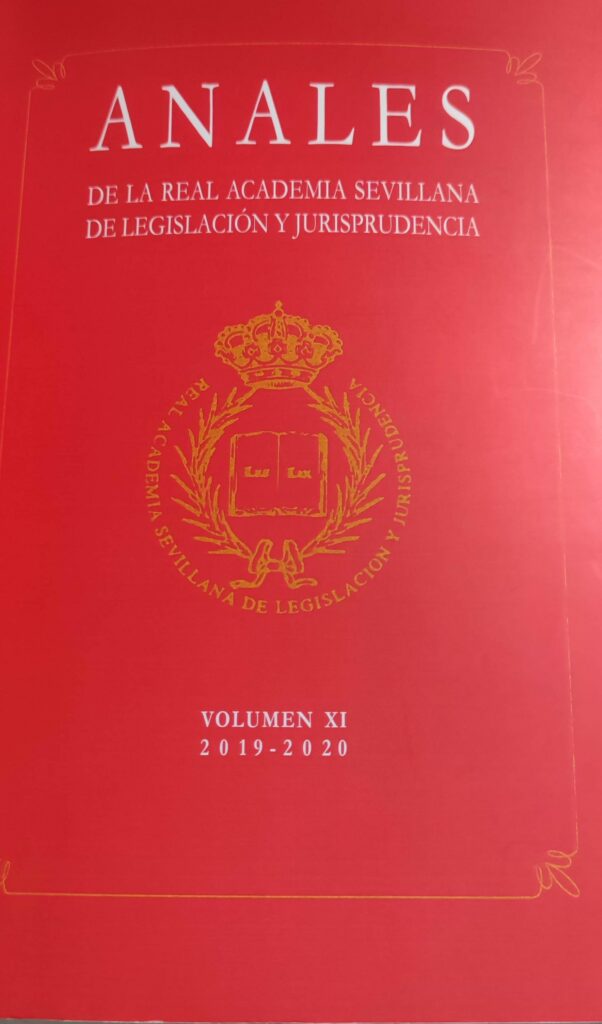 ANALES
DE LA REAL ACADEMIA SEVILLANA
DE LEGISLACIÓN Y JURISPRUDENCIA
REAL ACADEMIA SEVILLANA DE LEGISLACION Y JURISPRUDENCIA
Lex
VOLUMEN XI
2019-2020